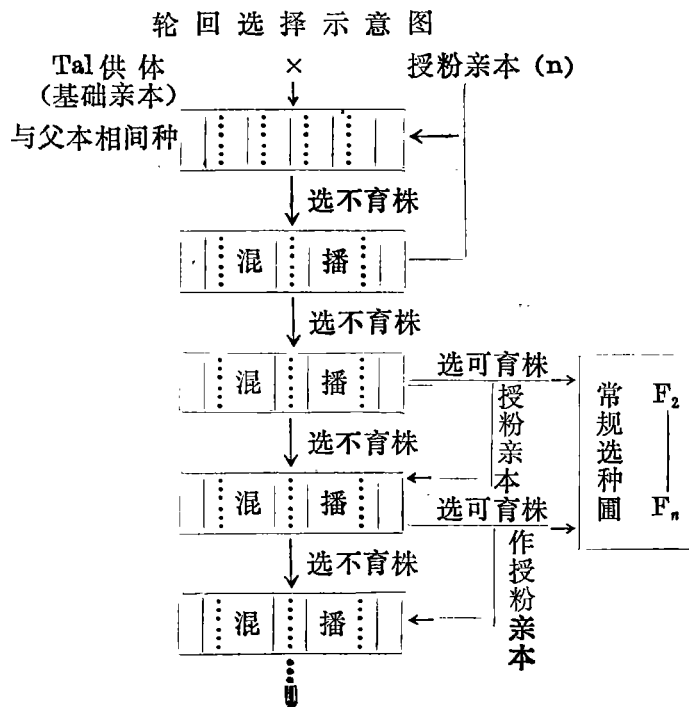 轮回选择示意图
Tal供体 × 授粉亲本(n)
(基础亲本)
与父本相间种
选不育株
混 播
选不育株
混 播
选可育株
授粉亲本
常规选种圃
F₂
Fₙ
选不育株
混 播
选可育株
作授粉亲本
选不育株
混 播